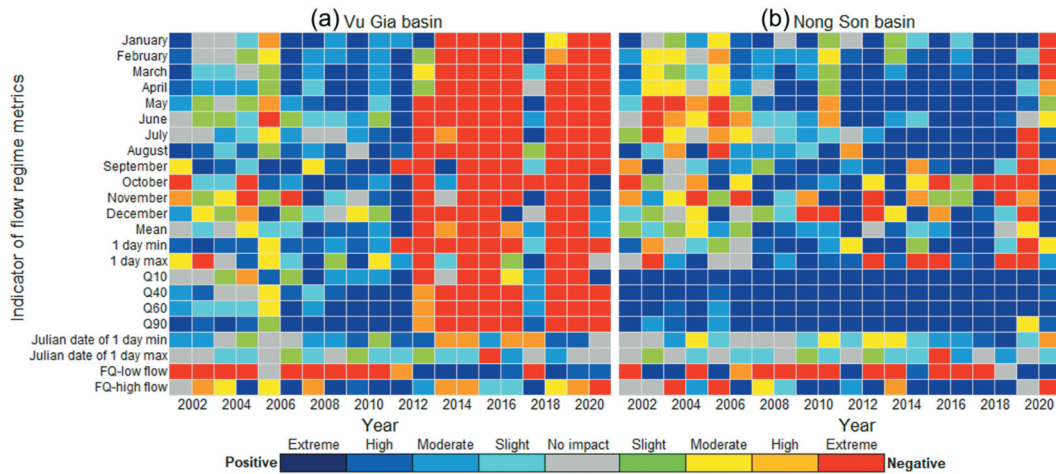 (a) Vu Gia basin
(b) Nong Son basin
Indicator of flow regime metrics
January
February
March
April
May
June
July
August
September
October
November
December
Mean
1 day min
1 day max
Q10
Q40
Q60
Q90
Julian date of 1 day min
Julian date of 1 day max
FQ-low flow
FQ-high flow
2002 2004 2006 2008 2010 2012 2014 2016 2018 2020
2002 2004 2006 2008 2010 2012 2014 2016 2018 2020
Year
Year
Extreme High Moderate Slight No impact Slight Moderate High Extreme
Positive Negative